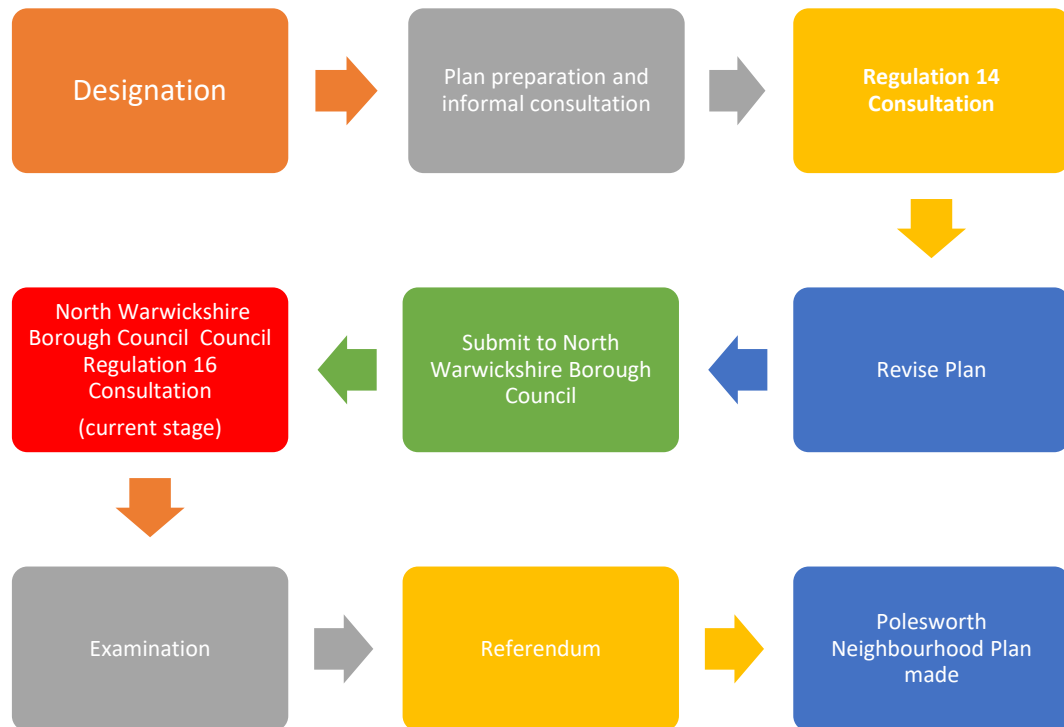 Designation
Plan preparation and
informal consultation
Regulation 14
Consultation
North Warwickshire
Borough Council Council
Regulation 16
Consultation
(current stage)
Submit to North
Warwickshire Borough
Council
Revise Plan
Examination
Referendum
Polesworth
Neighbourhood Plan
made